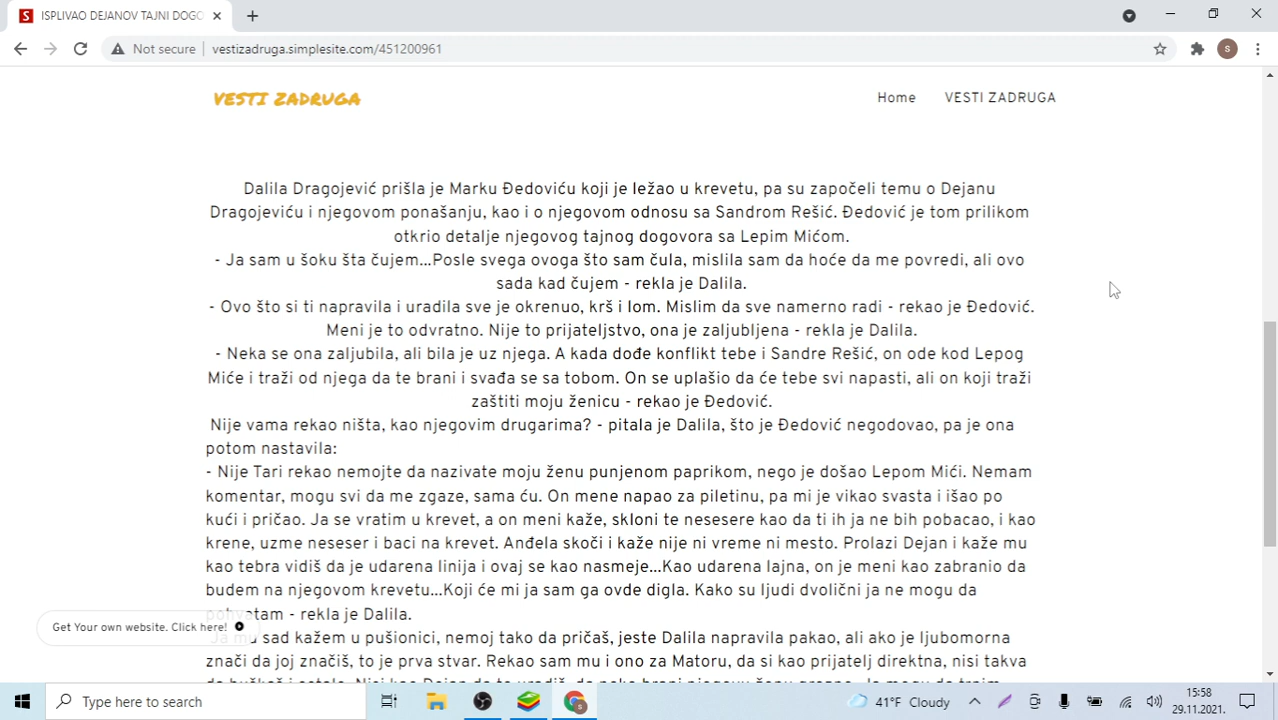 ISPLIVAO DEJANOV TAJNI DOGO
Not secure
vestizadruga.simplesite.com/451200961
VESTI ZADRUGA
Home
VESTI ZADRUGA
Dalila Dragojević prišla je Marku Đedoviću koji je ležao u krevetu, pa su započeli temu o Dejanu
Dragojeviću i njegovom ponašanju, kao i o njegovom odnosu sa Sandrom Rešić. Đedović je tom prilikom
otkrio detalje njegovog tajnog dogovora sa Lepim Mićom.
- Ja sam u šoku šta čujem...Posle svega ovoga što sam čula, mislila sam da hoće da me povredi, ali ovo
sada kad čujem - rekla je Dalila.
- Ovo što si ti napravila i uradila sve je okrenuo, krš i lom. Mislim da sve namerno radi - rekao je Đedović.
Meni je to odvratno. Nije to prijateljstvo, ona je zaljubljena - rekla je Dalila.
- Neka se ona zaljubila, ali bila je uz njega. A kada dođe konflikt tebe i Sandre Rešić, on ode kod Lepog
Miće i traži od njega da te brani i svađa se sa tobom. On se uplašio da će tebe svi napasti, ali on koji traži
zaštiti moju ženicu - rekao je Đedović.
Nije vama rekao ništa, kao njegovim drugarima? - pitala je Dalila, što je Đedović negodovao, pa je ona
potom nastavila:
- Nije Tari rekao nemojte da nazivate moju ženu punjenom paprikom, nego je došao Lepom Mići. Nemam
komentar, mogu svi da me zgaze, sama ću. On mene napao za piletinu, pa mi je vikao svasta i išao po
kući i pričao. Ja se vratim u krevet, a on meni kaže, skloni te nesesere kao da ti ih ja ne bih pobacao, i kao
krene, uzme neseser i baci na krevet. Anđela skoči i kaže nije ni vreme ni mesto. Prolazi Dejan i kaže mu
kao tebra vidiš da je udarena linija i ovaj se kao nasmeje...Kao udarena lajna, on je meni kao zabranio da
budem na njegovom krevetu...Koji će mi ja sam ga ovde digla. Kako su ljudi dvolični ja ne mogu da
pohvatam - rekla je Dalila.
Get Your own website. Click here!
Ja mu sad kažem u pušionici, nemoj tako da pričaš, jeste Dalila napravila pakao, ali ako je ljubomorna
znači da joj značiš, to je prva stvar. Rekao sam mu i ono za Matoru, da si kao prijatelj direktna, nisi takva
Type here to search
41°F Cloudy
15:58
29.11.2021.